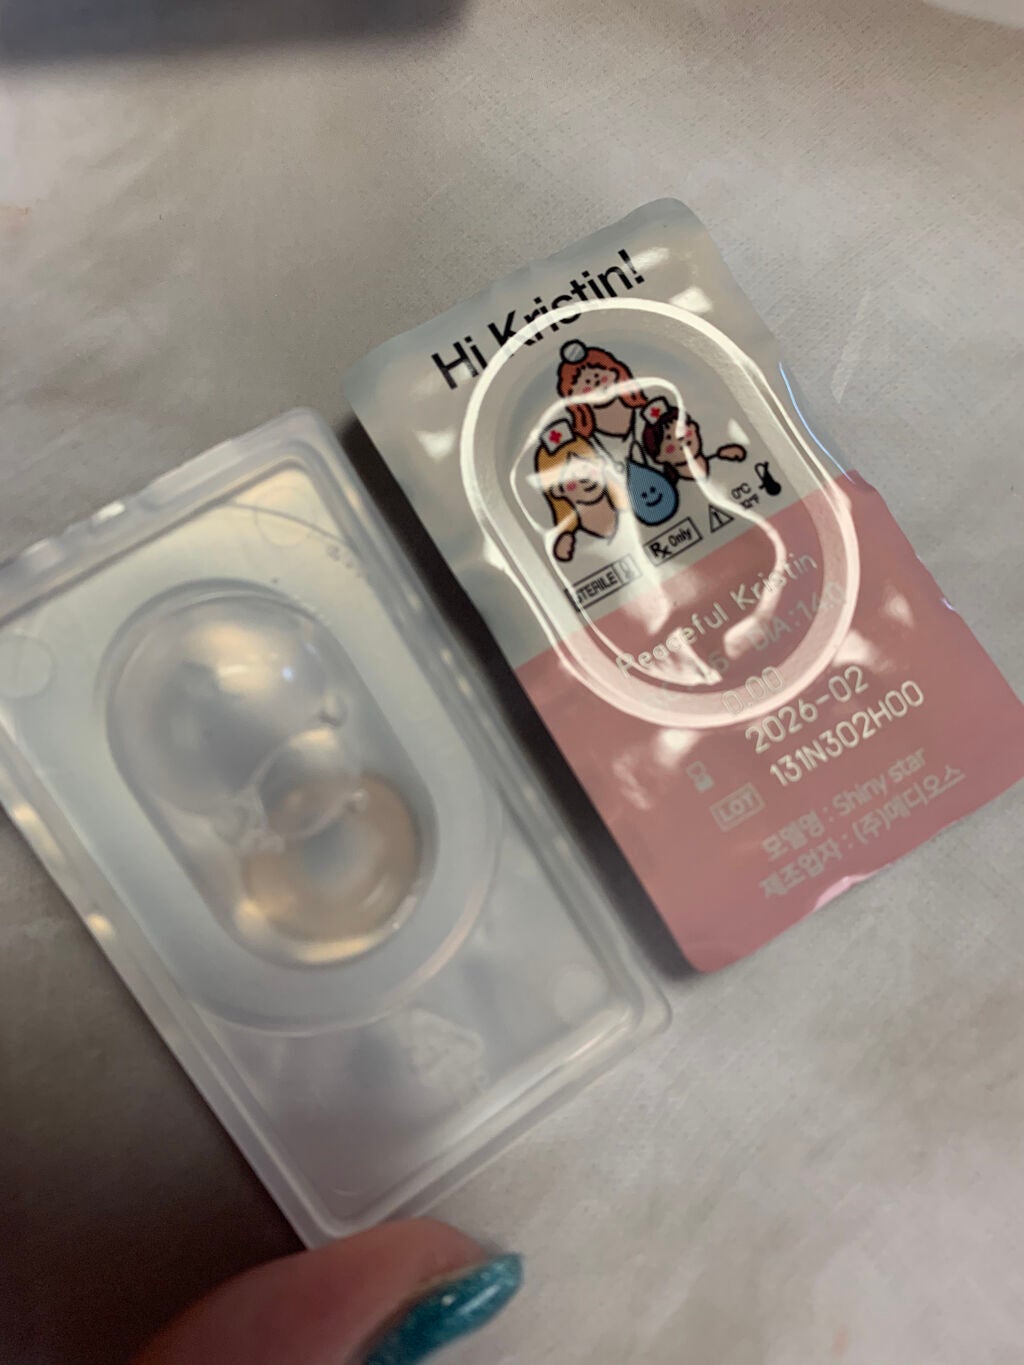 Hi Kristin!
0°C
STERILE
Rx Only
Peaceful Kristin
DIA:14.0
0.00
2026-02
LOT 131N302H00
모델명 : Shiny star
제조업자 : (주)메디오스